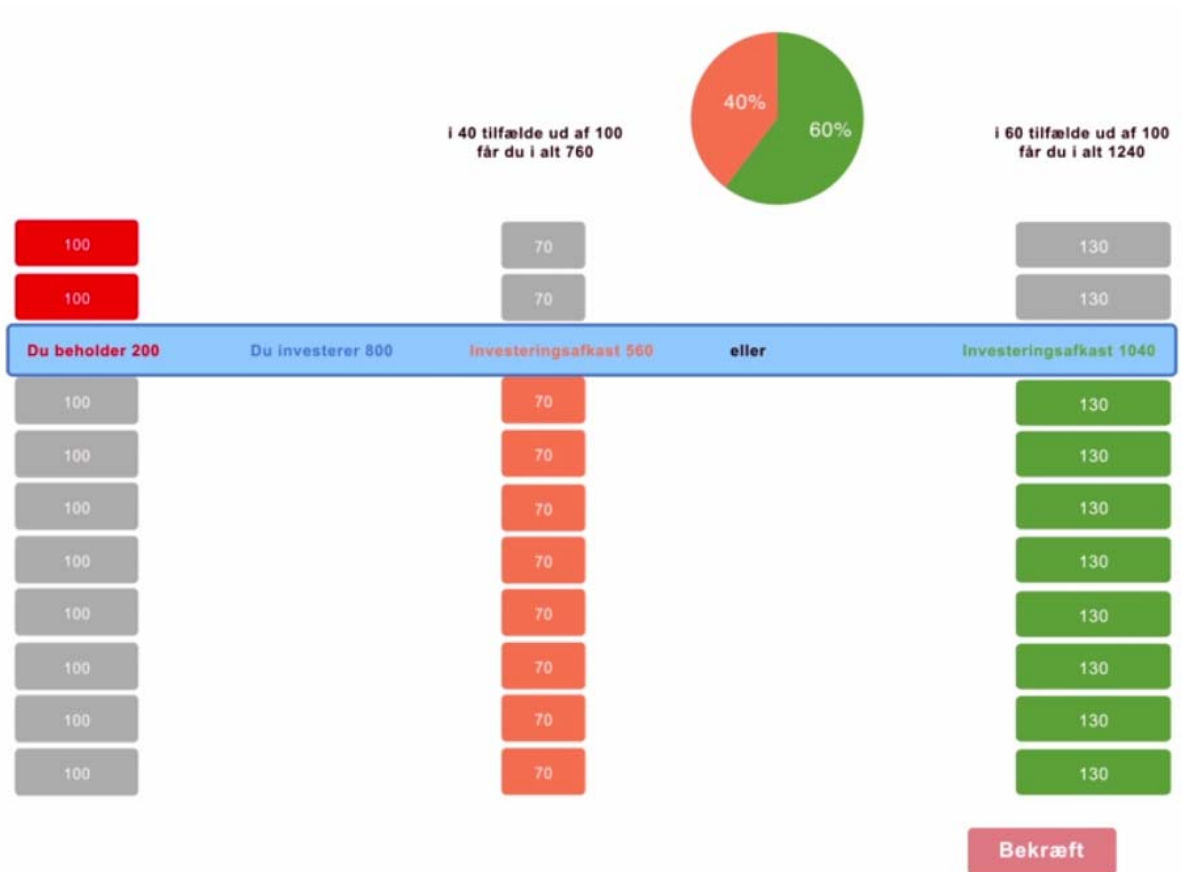 40%
60%
i 40 tilfælde ud af 100
får du i alt 760
i 60 tilfælde ud af 100
får du i alt 1240
100 70 130
100 70 130
Du beholder 200 Du investerer 800 Investeringsafkast 560 eller Investeringsafkast 1040
100 70 130
100 70 130
100 70 130
100 70 130
100 70 130
100 70 130
100 70 130
100 70 130
Bekræft